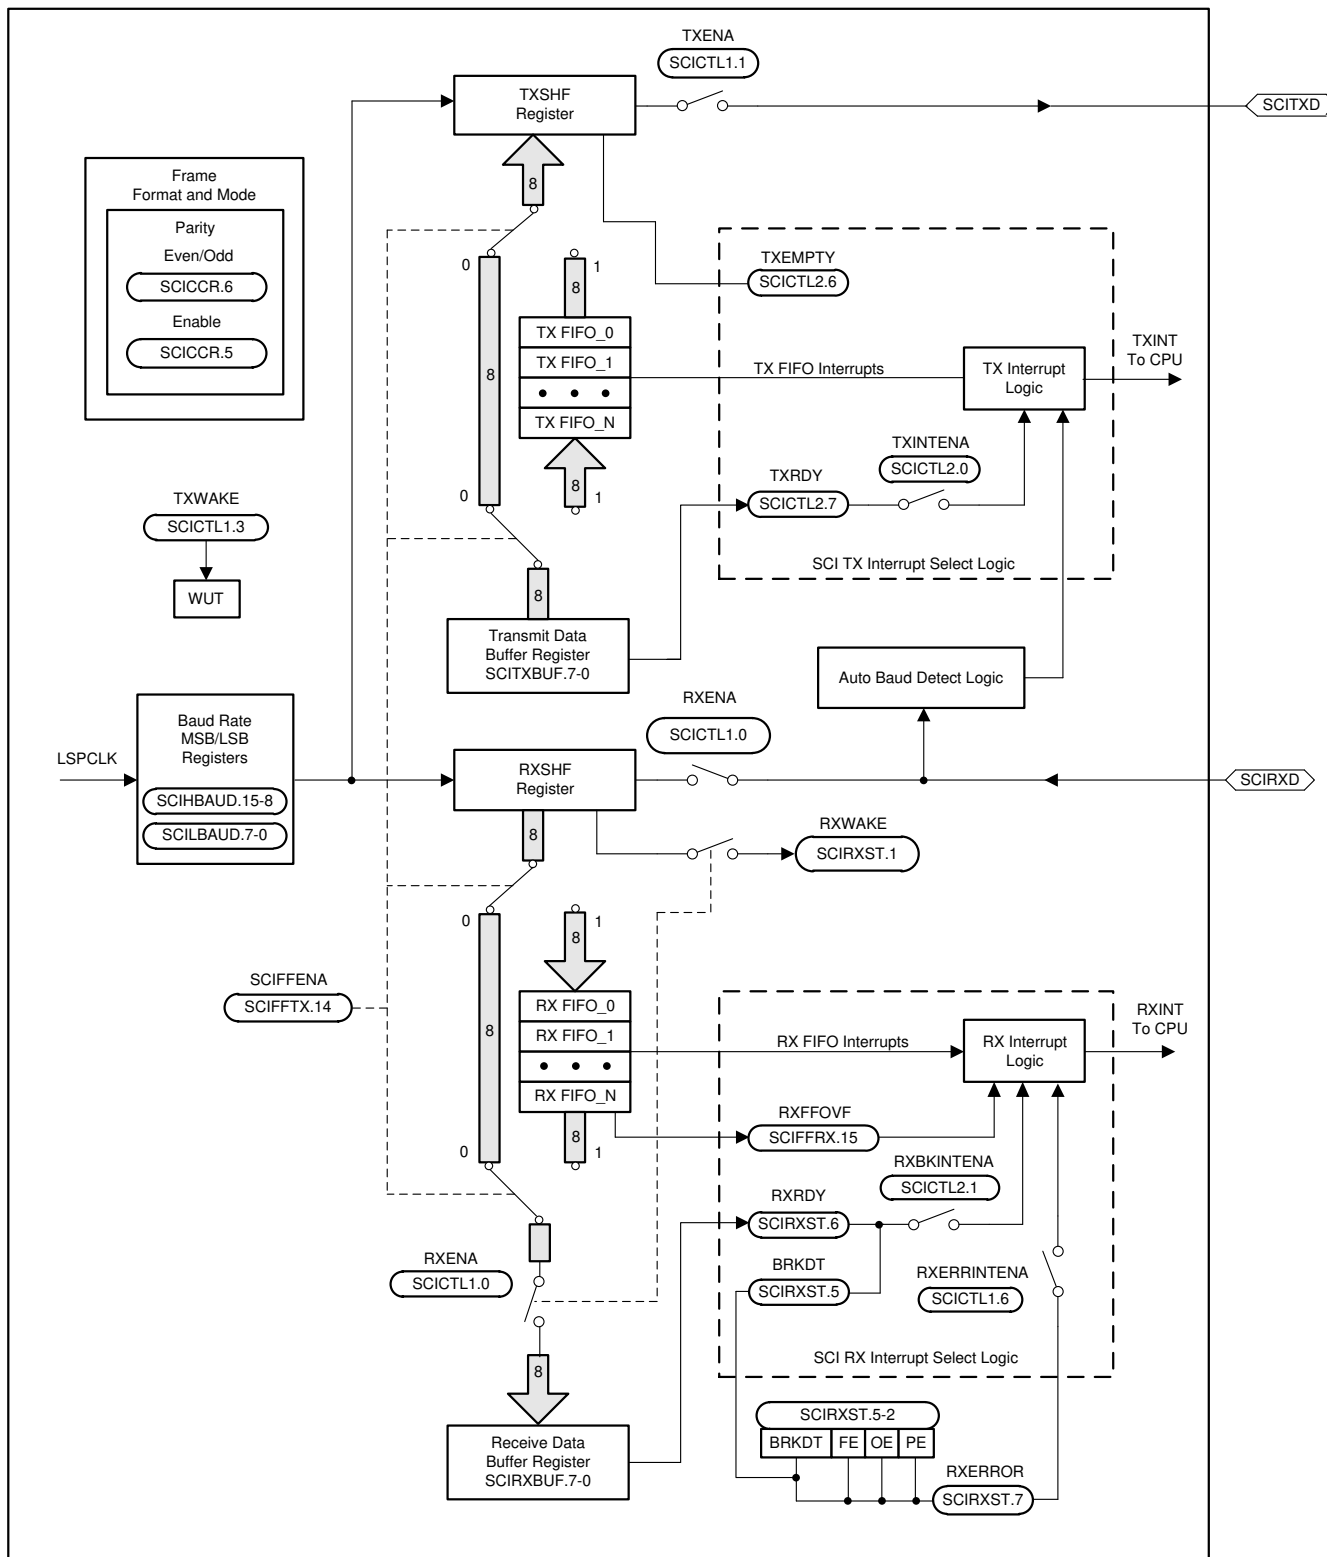 TXENA
SCICTL1.1
TXSHF
Register
SCITXD
Frame
Format and Mode
Parity
Even/Odd
SCICCR.6
Enable
SCICCR.5
8
0
1
8
8
TX FIFO_0
TX FIFO_1
TX FIFO_N
8
0
1
TXEMPTY
SCICTL2.6
TX FIFO Interrupts
TX Interrupt
Logic
TXINT
To CPU
TXINTENA
SCICTL2.0
TXRDY
SCICTL2.7
SCI TX Interrupt Select Logic
TXWAKE
SCICTL1.3
WUT
8
Transmit Data
Buffer Register
SCITXBUF.7-0
Auto Baud Detect Logic
RXENA
SCICTL1.0
LSPCLK
Baud Rate
MSB/LSB
Registers
SCIHBAUD.15-8
SCILBAUD.7-0
RXSHF
Register
SCIRXD
8
RXWAKE
SCIRXST.1
0
1
8
SCIFFENA
SCIFFTX.14
8
RX FIFO_0
RX FIFO_1
RX FIFO_N
8
0
1
RX FIFO Interrupts
RX Interrupt
Logic
RXINT
To CPU
RXFFOVF
SCIFFRX.15
RXBKINTENA
SCICTL2.1
RXRDY
SCIRXST.6
BRKDT
SCIRXST.5
RXERRINTENA
SCICTL1.6
SCI RX Interrupt Select Logic
RXENA
SCICTL1.0
8
Receive Data
Buffer Register
SCIRXBUF.7-0
SCIRXST.5-2
BRKDT FE OE PE
RXERROR
SCIRXST.7